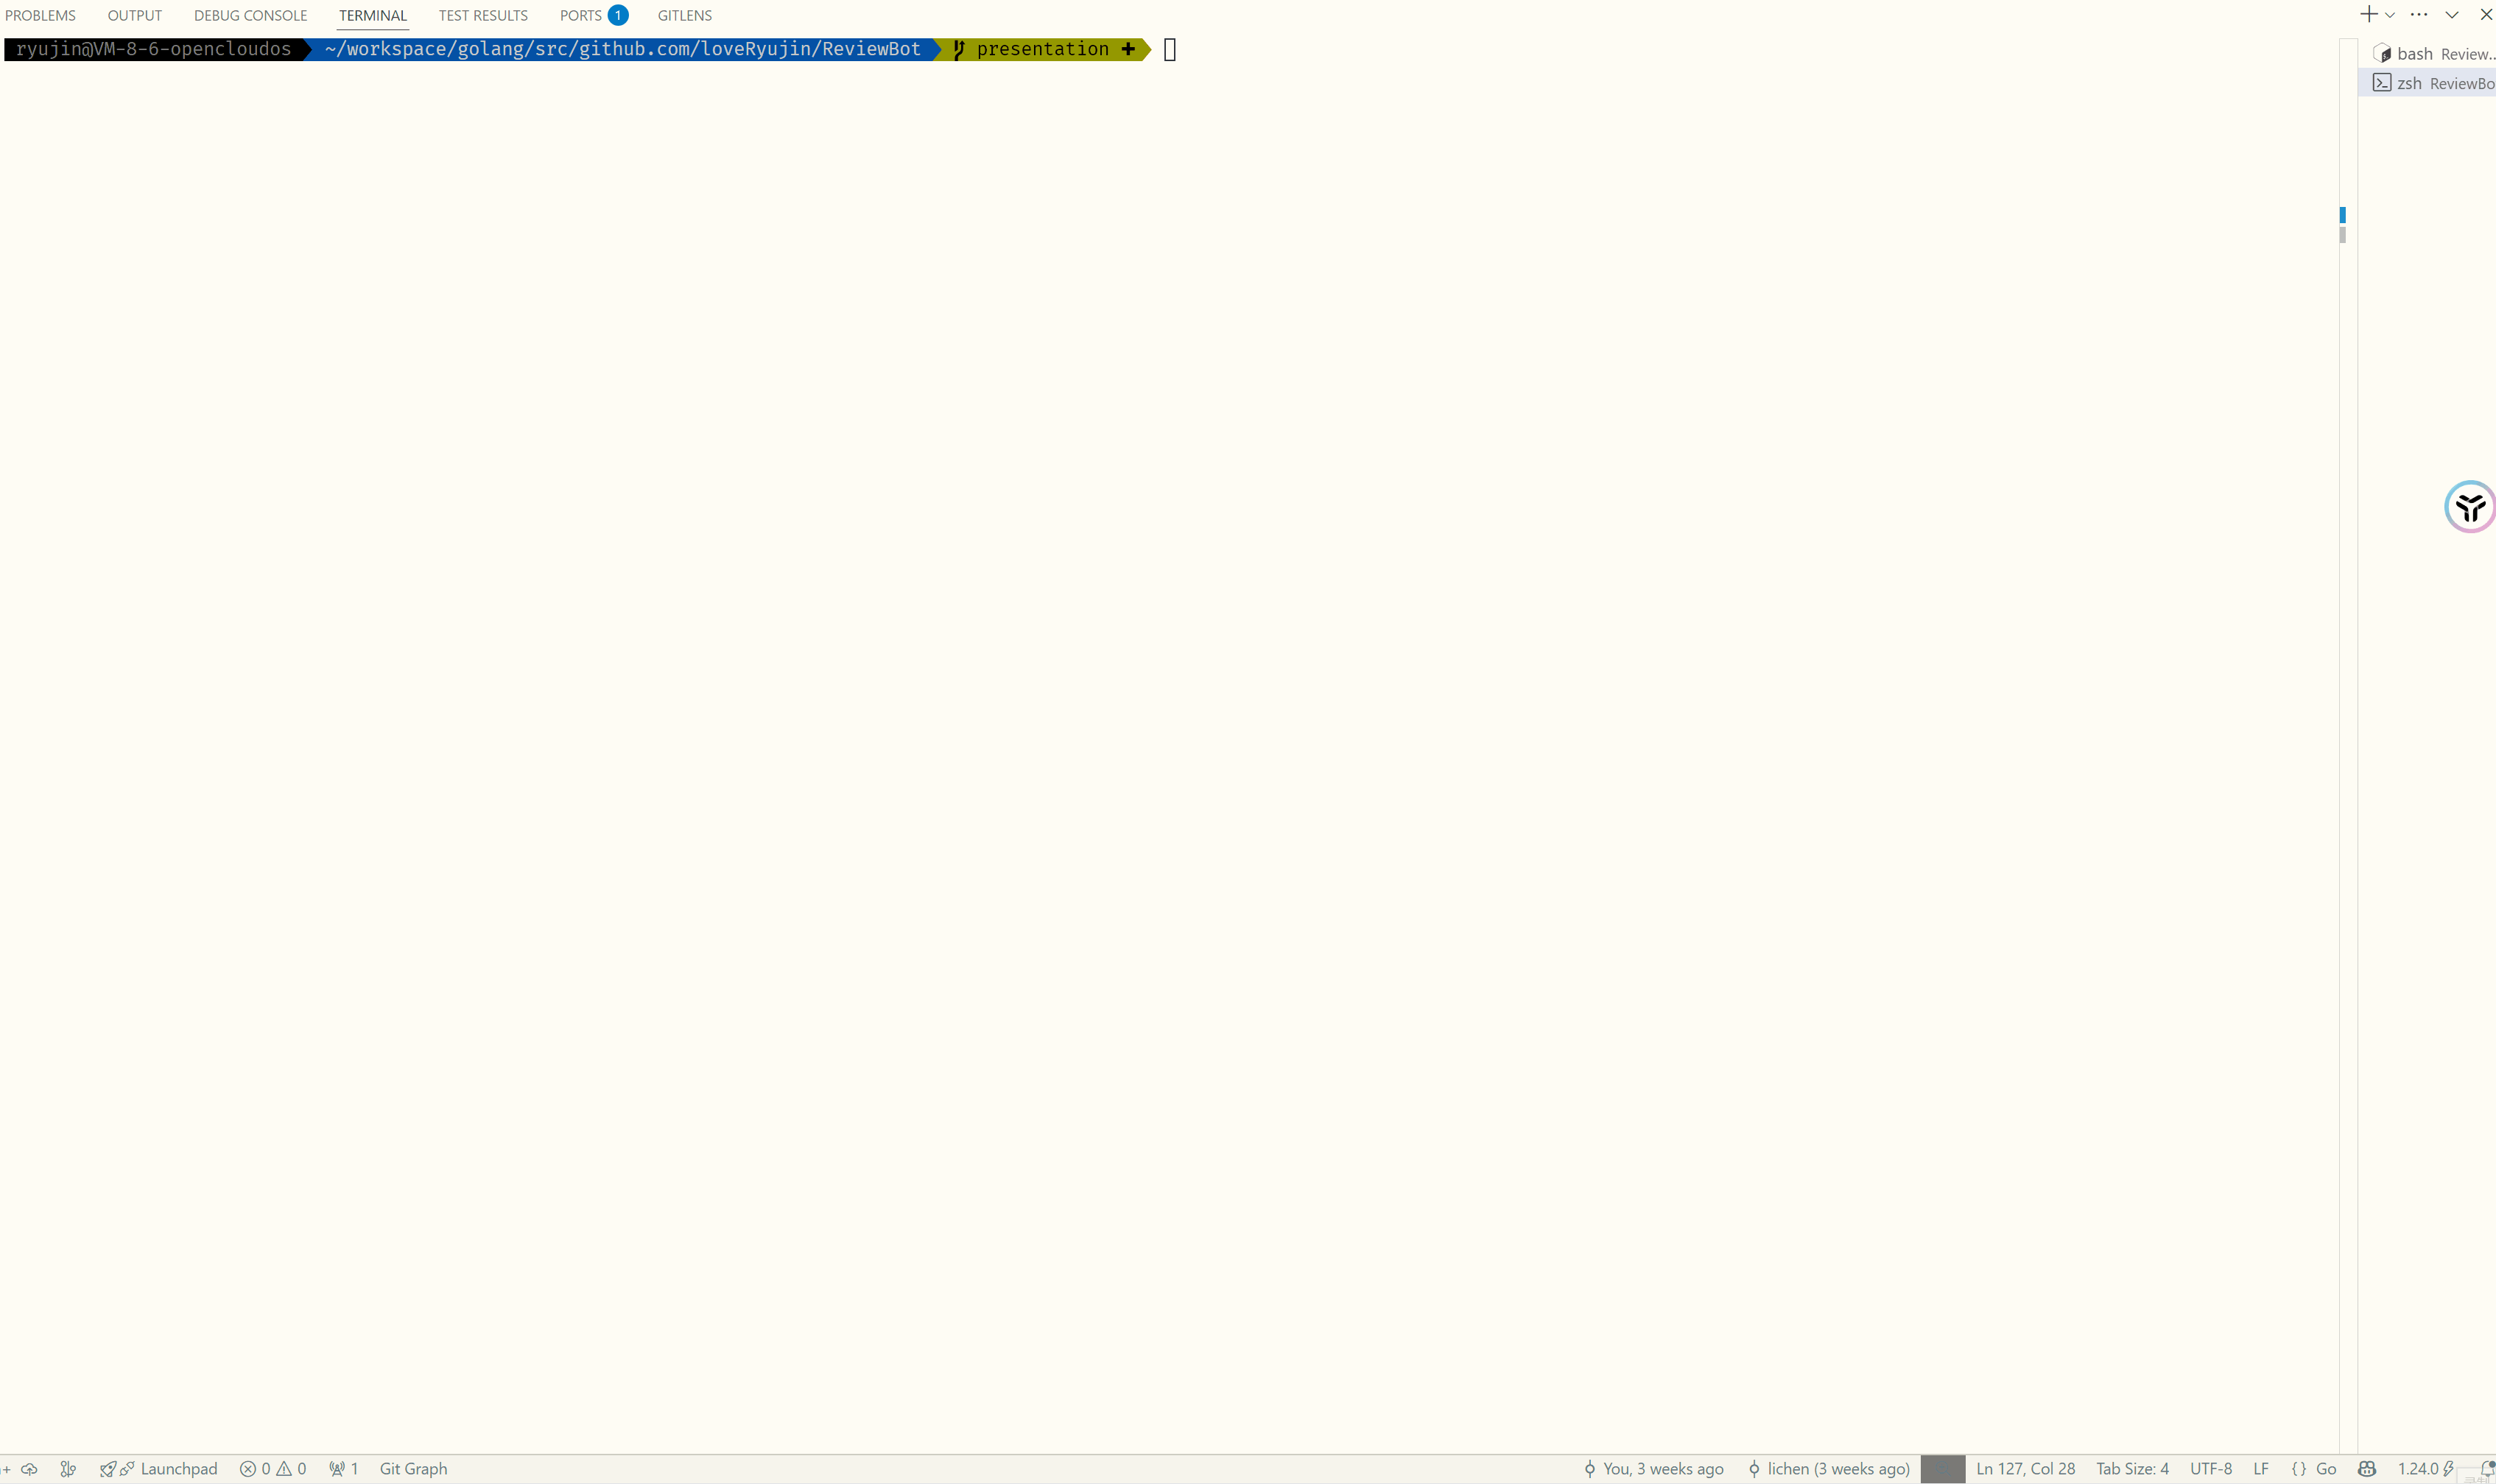 PROBLEMS OUTPUT DEBUG CONSOLE TERMINAL TEST RESULTS PORTS 1 GITLENS
ryujin@VM-8-6-opencloudos ~/workspace/golang/src/github.com/loveRyujin/ReviewBot presentation ✚
bash Review...
zsh ReviewBo
+ Launchpad 0 0 1 Git Graph You, 3 weeks ago lichen (3 weeks ago) Ln 127, Col 28 Tab Size: 4 UTF-8 LF {} Go 1.24.0